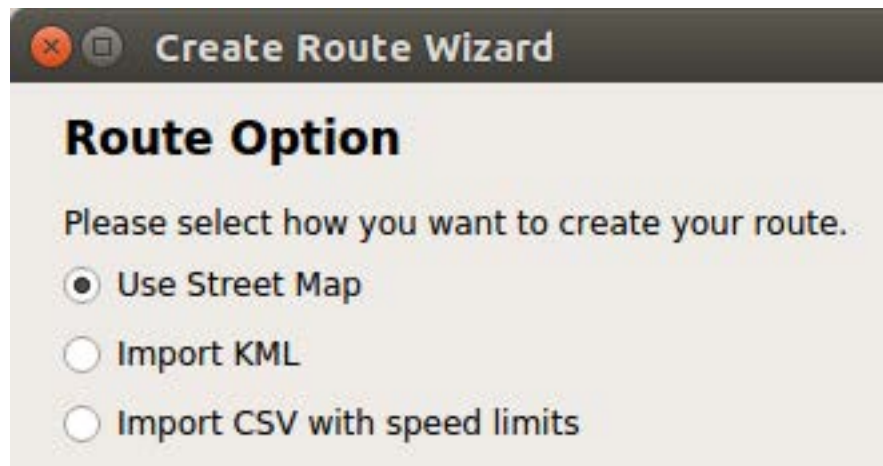 Create Route Wizard
Route Option
Please select how you want to create your route.
Use Street Map
Import KML
Import CSV with speed limits